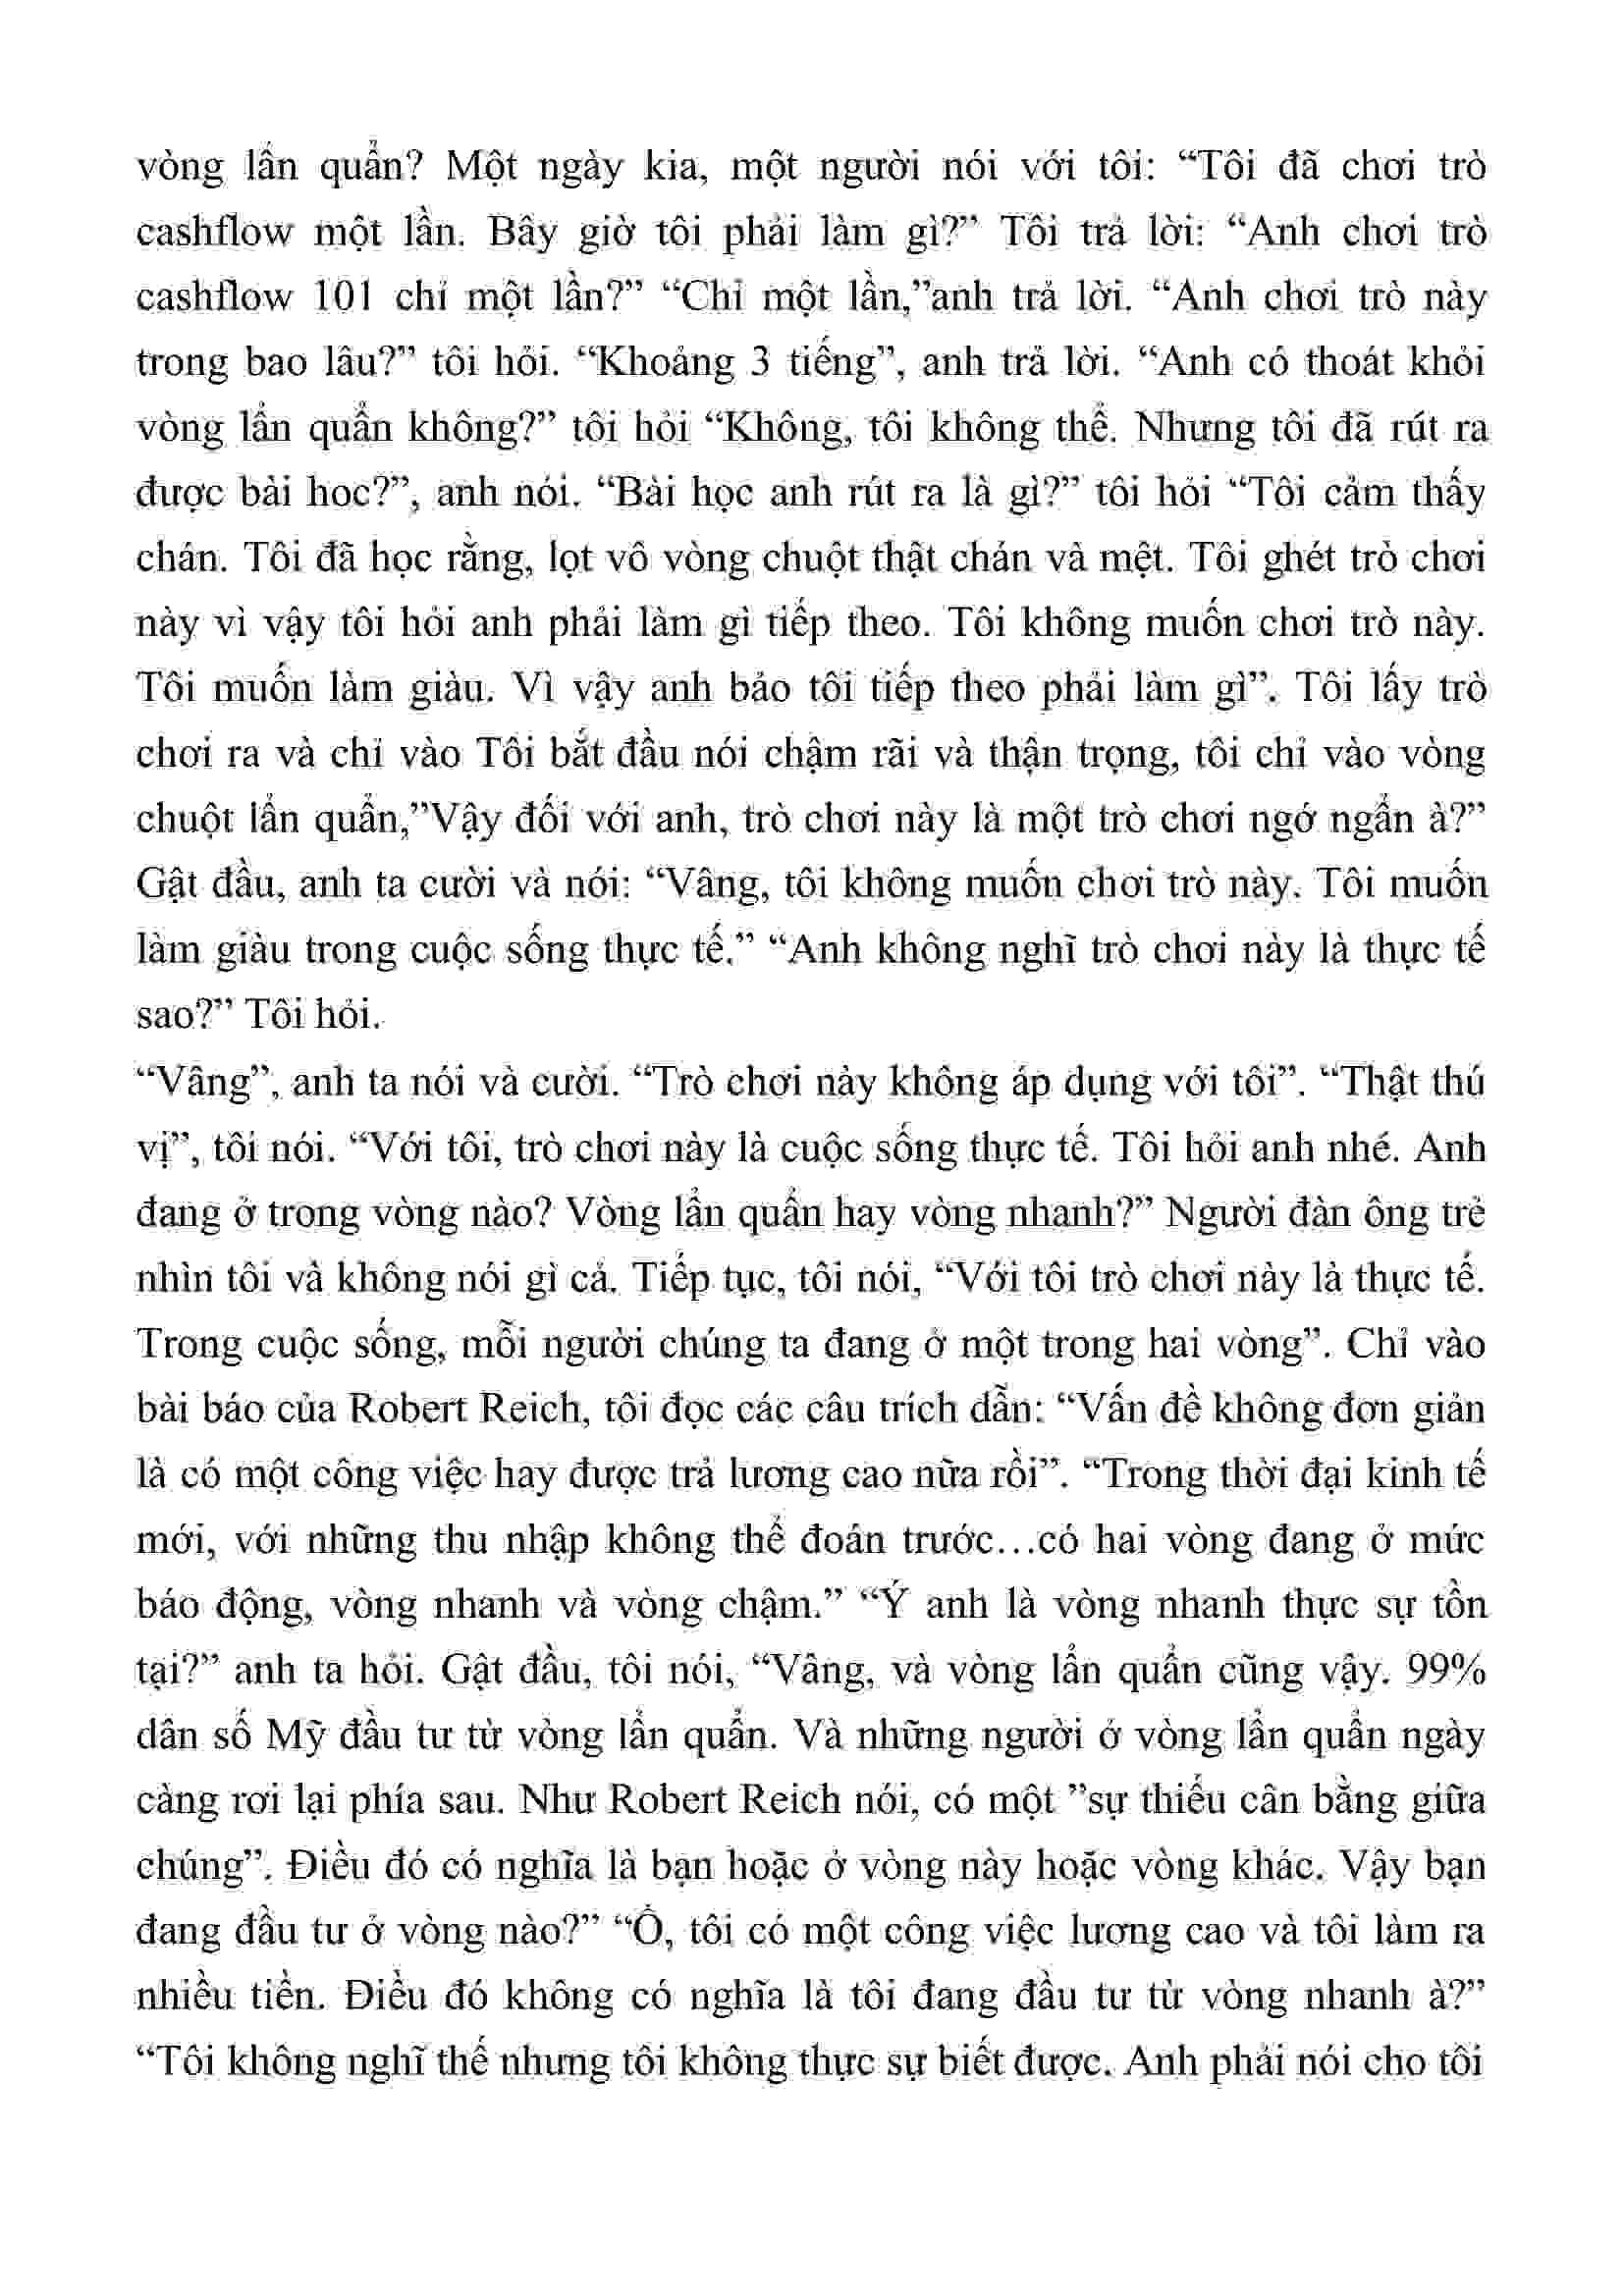 vòng lẩn quẩn? Một ngày kia, một người nói với tôi: “Tôi đã chơi trò
cashflow một lần. Bây giờ tôi phải làm gì?” Tôi trả lời: “Anh chơi trò
cashflow 101 chỉ một lần?” “Chỉ một lần,”anh trả lời. “Anh chơi trò này
trong bao lâu?” tôi hỏi. “Khoảng 3 tiếng”, anh trả lời. “Anh có thoát khỏi
vòng lẩn quẩn không?” tôi hỏi “Không, tôi không thể. Nhưng tôi đã rút ra
được bài hoc?”, anh nói. “Bài học anh rút ra là gì?” tôi hỏi “Tôi cảm thấy
chán. Tôi đã học rằng, lọt vô vòng chuột thật chán và mệt. Tôi ghét trò chơi
này vì vậy tôi hỏi anh phải làm gì tiếp theo. Tôi không muốn chơi trò này.
Tôi muốn làm giàu. Vì vậy anh bảo tôi tiếp theo phải làm gì”. Tôi lấy trò
chơi ra và chỉ vào Tôi bắt đầu nói chậm rãi và thận trọng, tôi chỉ vào vòng
chuột lẩn quẩn,”Vậy đối với anh, trò chơi này là một trò chơi ngớ ngẩn à?”
Gật đầu, anh ta cười và nói: “Vâng, tôi không muốn chơi trò này. Tôi muốn
làm giàu trong cuộc sống thực tế.” “Anh không nghĩ trò chơi này là thực tế
sao?” Tôi hỏi.
“Vâng”, anh ta nói và cười. “Trò chơi này không áp dụng với tôi”. “Thật thú
vị”, tôi nói. “Với tôi, trò chơi này là cuộc sống thực tế. Tôi hỏi anh nhé. Anh
đang ở trong vòng nào? Vòng lẩn quẩn hay vòng nhanh?” Người đàn ông trẻ
nhìn tôi và không nói gì cả. Tiếp tục, tôi nói, “Với tôi trò chơi này là thực tế.
Trong cuộc sống, mỗi người chúng ta đang ở một trong hai vòng”. Chỉ vào
bài báo của Robert Reich, tôi đọc các câu trích dẫn: “Vấn đề không đơn giản
là có một công việc hay được trả lương cao nữa rồi”. “Trong thời đại kinh tế
mới, với những thu nhập không thể đoán trước…có hai vòng đang ở mức
báo động, vòng nhanh và vòng chậm.” “Ý anh là vòng nhanh thực sự tồn
tại?” anh ta hỏi. Gật đầu, tôi nói, “Vâng, và vòng lẩn quẩn cũng vậy. 99%
dân số Mỹ đầu tư từ vòng lẩn quẩn. Và những người ở vòng lẩn quẩn ngày
càng rơi lại phía sau. Như Robert Reich nói, có một ”sự thiếu cân bằng giữa
chúng”. Điều đó có nghĩa là bạn hoặc ở vòng này hoặc vòng khác. Vậy bạn
đang đầu tư ở vòng nào?” “Ồ, tôi có một công việc lương cao và tôi làm ra
nhiều tiền. Điều đó không có nghĩa là tôi đang đầu tư từ vòng nhanh à?”
“Tôi không nghĩ thế nhưng tôi không thực sự biết được. Anh phải nói cho tôi